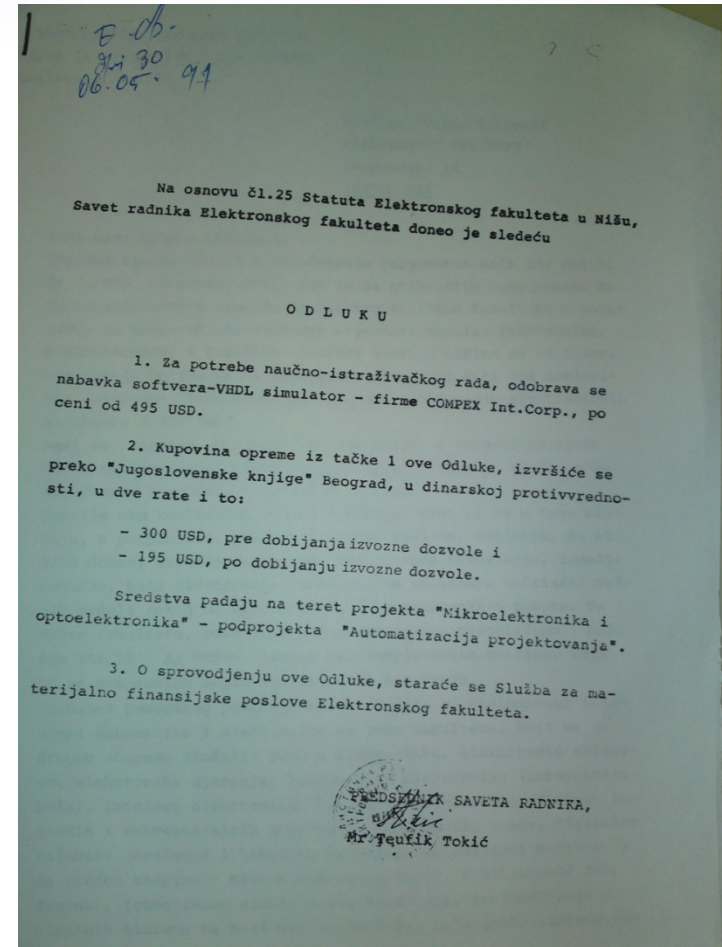 06.05. 91
Na osnovu čl.25 Statuta Elektronskog fakulteta u Nišu,
Savet radnika Elektronskog fakulteta doneo je sledeću
O D L U K U
1. Za potrebe naučno-istraživačkog rada, odobrava se
nabavka softvera-VHDL simulator - firme COMPEX Int.Corp., po
ceni od 495 USD.
2. Kupovina opreme iz tačke 1 ove Odluke, izvršiće se
preko "Jugoslovenske knjige" Beograd, u dinarskoj protivvredno-
sti, u dve rate i to:
- 300 USD, pre dobijanja izvozne dozvole i
- 195 USD, po dobijanju izvozne dozvole.
Sredstva padaju na teret projekta "Mikroelektronika i
optoelektronika" - podprojekta "Automatizacija projektovanja".
3. O sprovodjenju ove Odluke, staraće se Služba za ma-
terijalno finansijske poslove Elektronskog fakulteta.
PREDSEDNIK SAVETA RADNIKA,
Mr Teufik Tokić